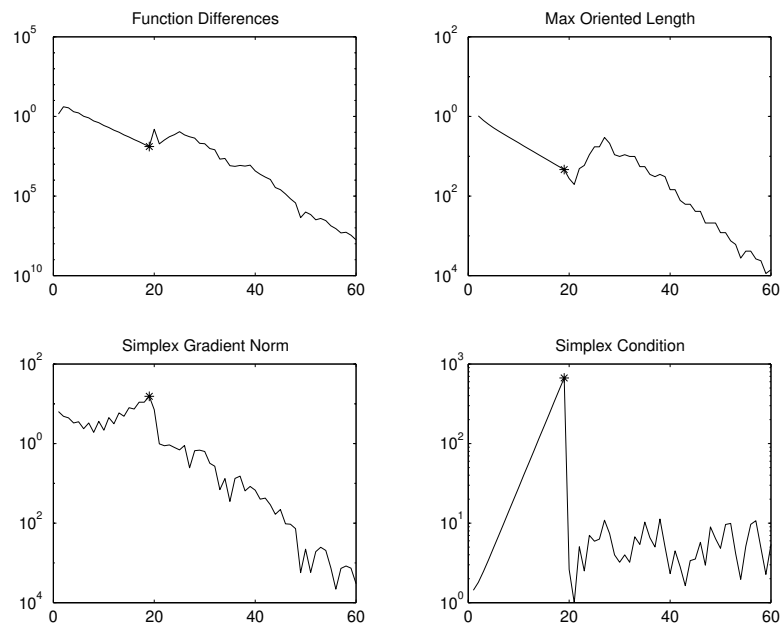 Function Differences
10^5
10^0
10^5
10^10
0 20 40 60
Max Oriented Length
10^2
10^0
10^2
10^4
0 20 40 60
Simplex Gradient Norm
10^2
10^0
10^2
10^4
0 20 40 60
Simplex Condition
10^3
10^2
10^1
10^0
0 20 40 60